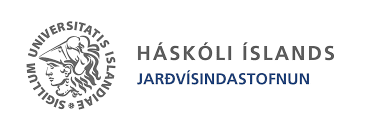 SIGILLUM UNIVERSITATIS ISLANDIAE
HÁSKÓLI ÍSLANDS
JARÐVÍSINDASTOFNUN